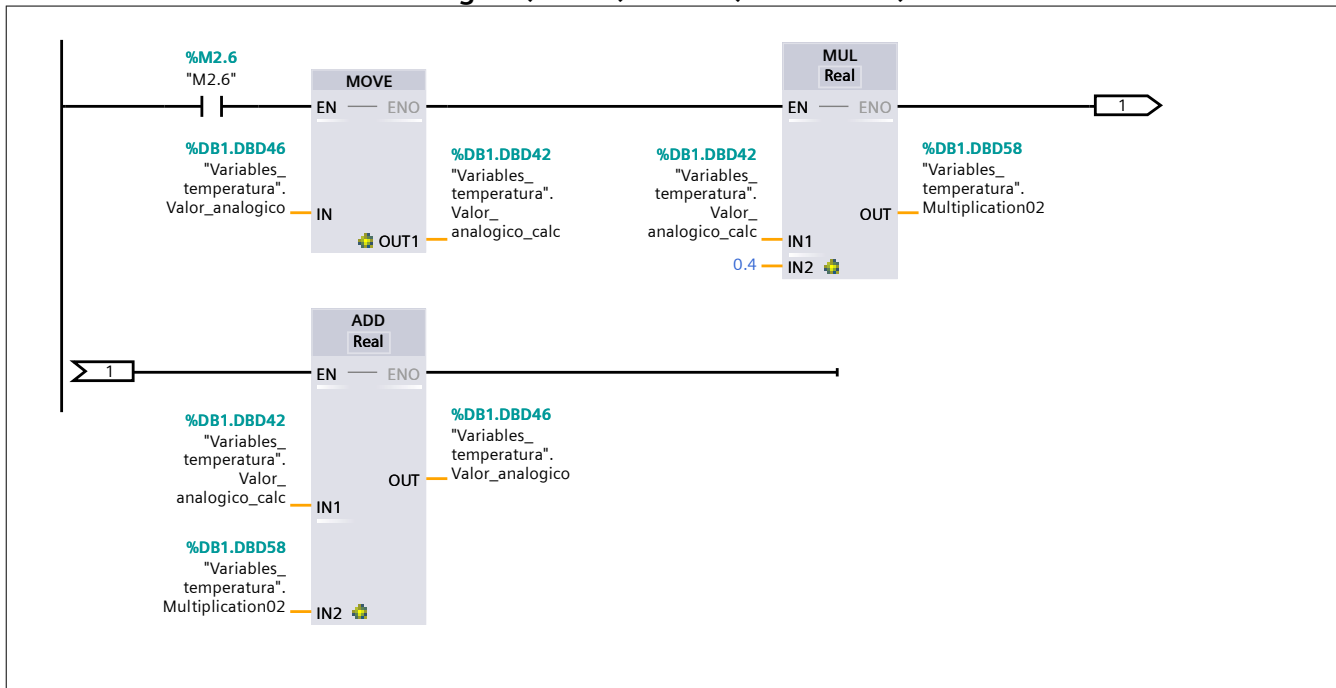 %M2.6
"M2.6"
MOVE
EN
ENO
%DB1.DBD46
"Variables_
temperatura".
Valor_analogico
IN
OUT1
%DB1.DBD42
"Variables_
temperatura".
Valor_
analogico_calc
MUL
Real
EN
ENO
1
%DB1.DBD42
"Variables_
temperatura".
Valor_
analogico_calc
IN1
0.4
IN2
OUT
%DB1.DBD58
"Variables_
temperatura".
Multiplication02
1
ADD
Real
EN
ENO
%DB1.DBD42
"Variables_
temperatura".
Valor_
analogico_calc
IN1
%DB1.DBD58
"Variables_
temperatura".
Multiplication02
IN2
OUT
%DB1.DBD46
"Variables_
temperatura".
Valor_analogico